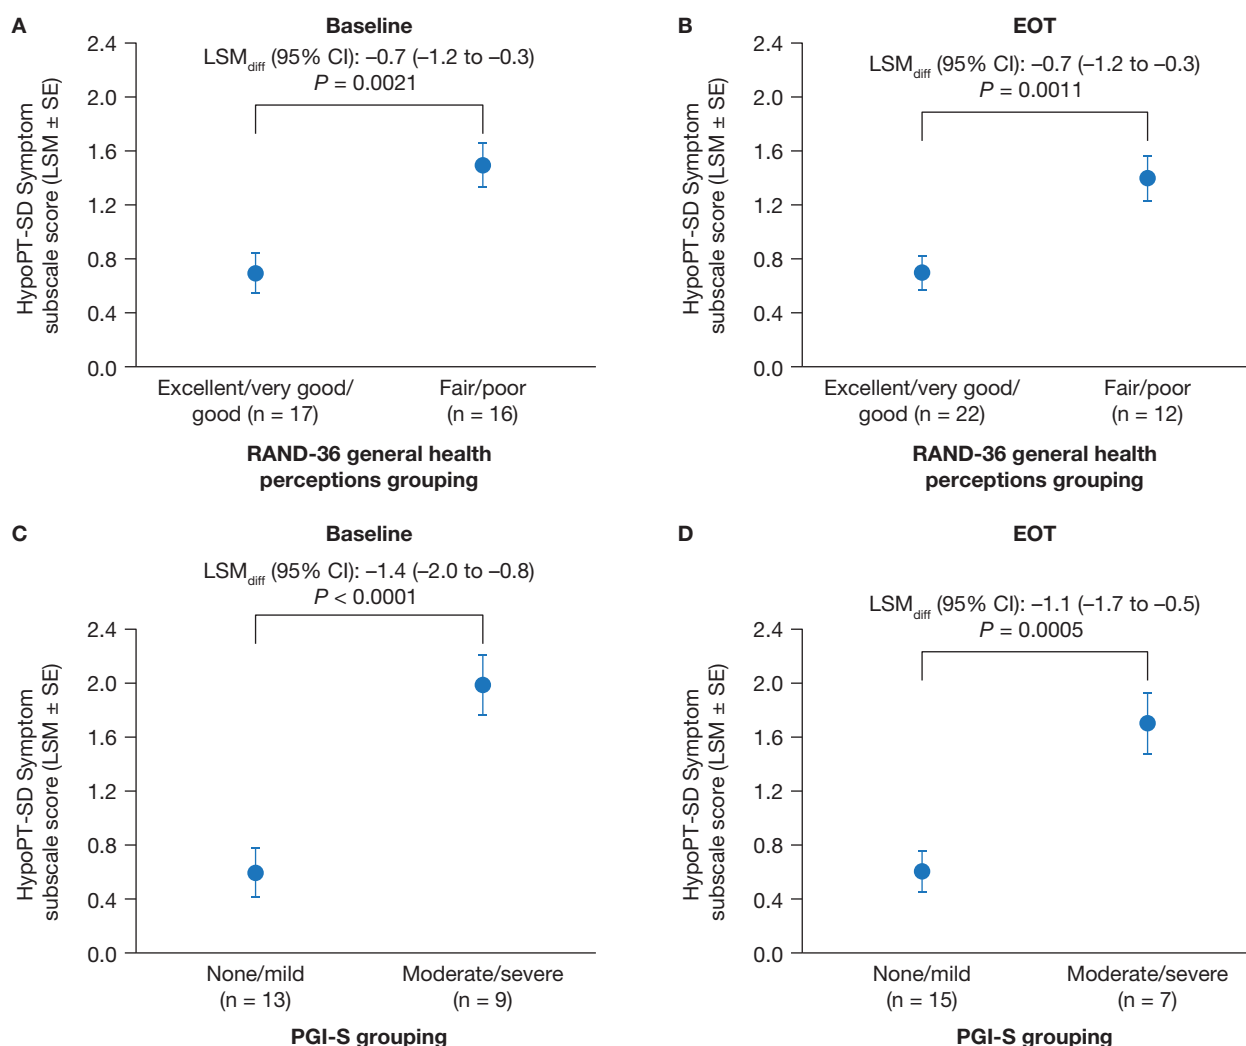 A
Baseline
LSMdiff (95% CI): –0.7 (–1.2 to –0.3)
P = 0.0021
HypoPT-SD Symptom
subscale score (LSM ± SE)
2.4
2.0
1.6
1.2
0.8
0.4
0.0
Excellent/very good/
good (n = 17)
Fair/poor
(n = 16)
RAND-36 general health
perceptions grouping
B
EOT
LSMdiff (95% CI): –0.7 (–1.2 to –0.3)
P = 0.0011
HypoPT-SD Symptom
subscale score (LSM ± SE)
2.4
2.0
1.6
1.2
0.8
0.4
0.0
Excellent/very good/
good (n = 22)
Fair/poor
(n = 12)
RAND-36 general health
perceptions grouping
C
Baseline
LSMdiff (95% CI): –1.4 (–2.0 to –0.8)
P < 0.0001
HypoPT-SD Symptom
subscale score (LSM ± SE)
2.4
2.0
1.6
1.2
0.8
0.4
0.0
None/mild
(n = 13)
Moderate/severe
(n = 9)
PGI-S grouping
D
EOT
LSMdiff (95% CI): –1.1 (–1.7 to –0.5)
P = 0.0005
HypoPT-SD Symptom
subscale score (LSM ± SE)
2.4
2.0
1.6
1.2
0.8
0.4
0.0
None/mild
(n = 15)
Moderate/severe
(n = 7)
PGI-S grouping